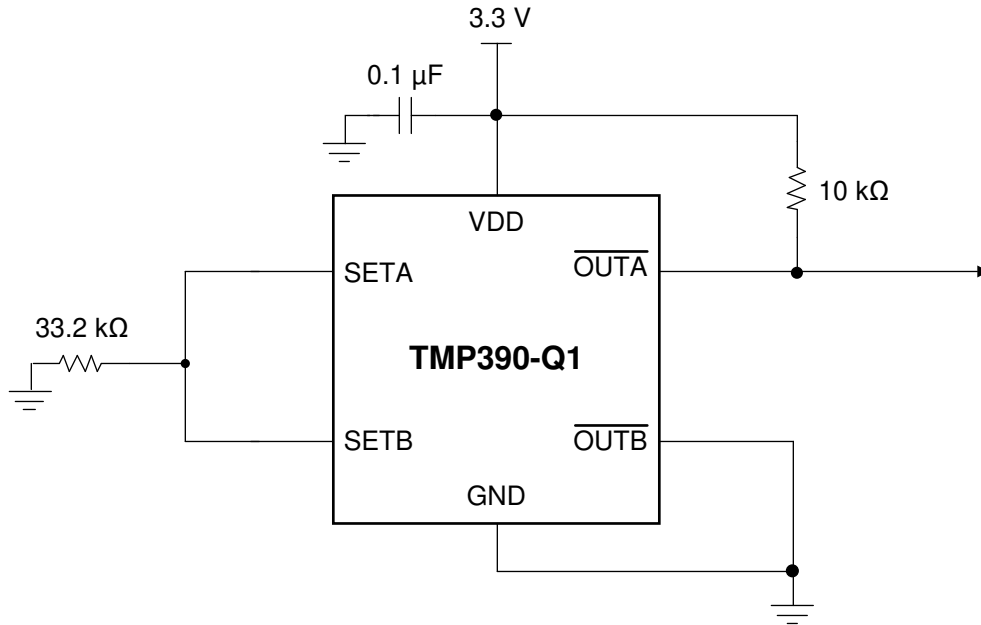 3.3 V
0.1 µF
10 kΩ
VDD
SETA
OUTA
33.2 kΩ
TMP390-Q1
SETB
OUTB
GND